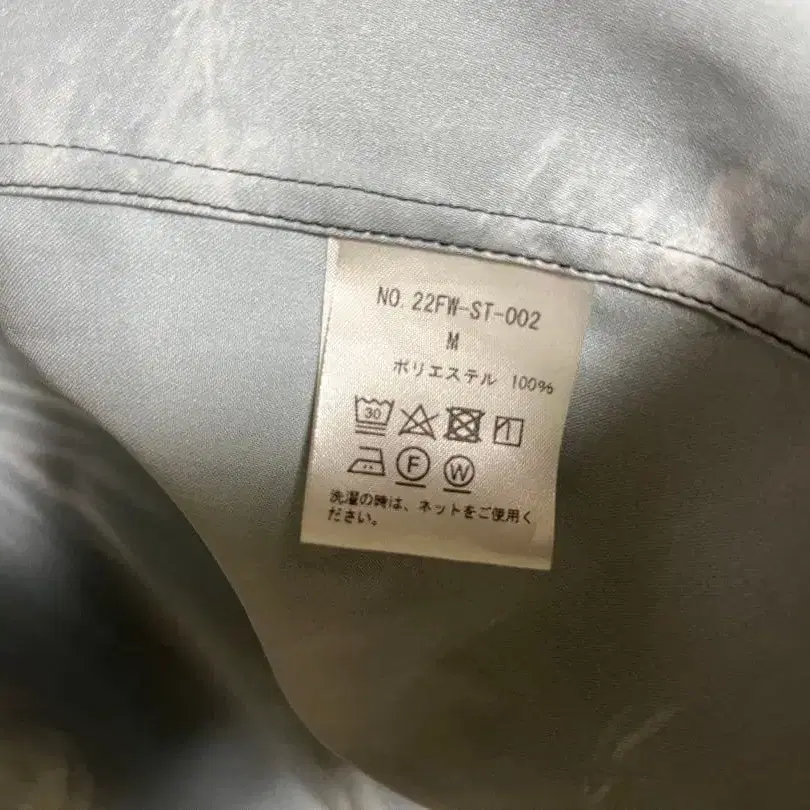 NO. 22FW-ST-002
M
ポリエステル 100%
30
F W
洗濯の時は、ネットをご使用く
ださい。